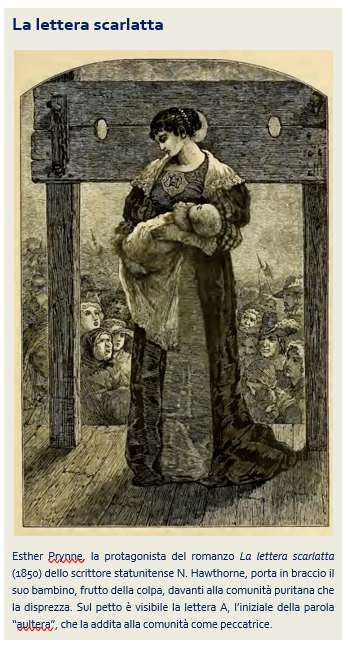 La lettera scarlatta
Esther Prynne, la protagonista del romanzo La lettera scarlatta
(1850) dello scrittore statunitense N. Hawthorne, porta in braccio il
suo bambino, frutto della colpa, davanti alla comunità puritana che
la disprezza. Sul petto è visibile la lettera A, l'iniziale della parola
"aultera", che la addita alla comunità come peccatrice.